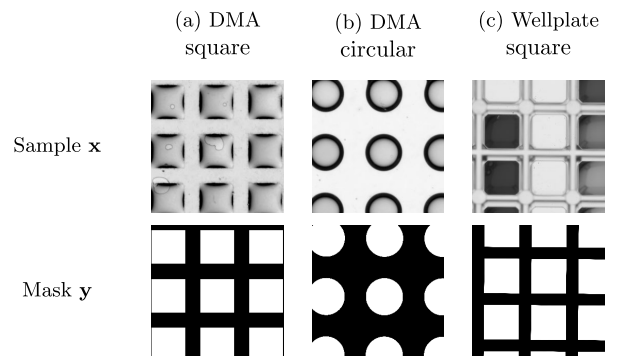 (a) DMA square
(b) DMA circular
(c) Wellplate square
Sample x
Mask y